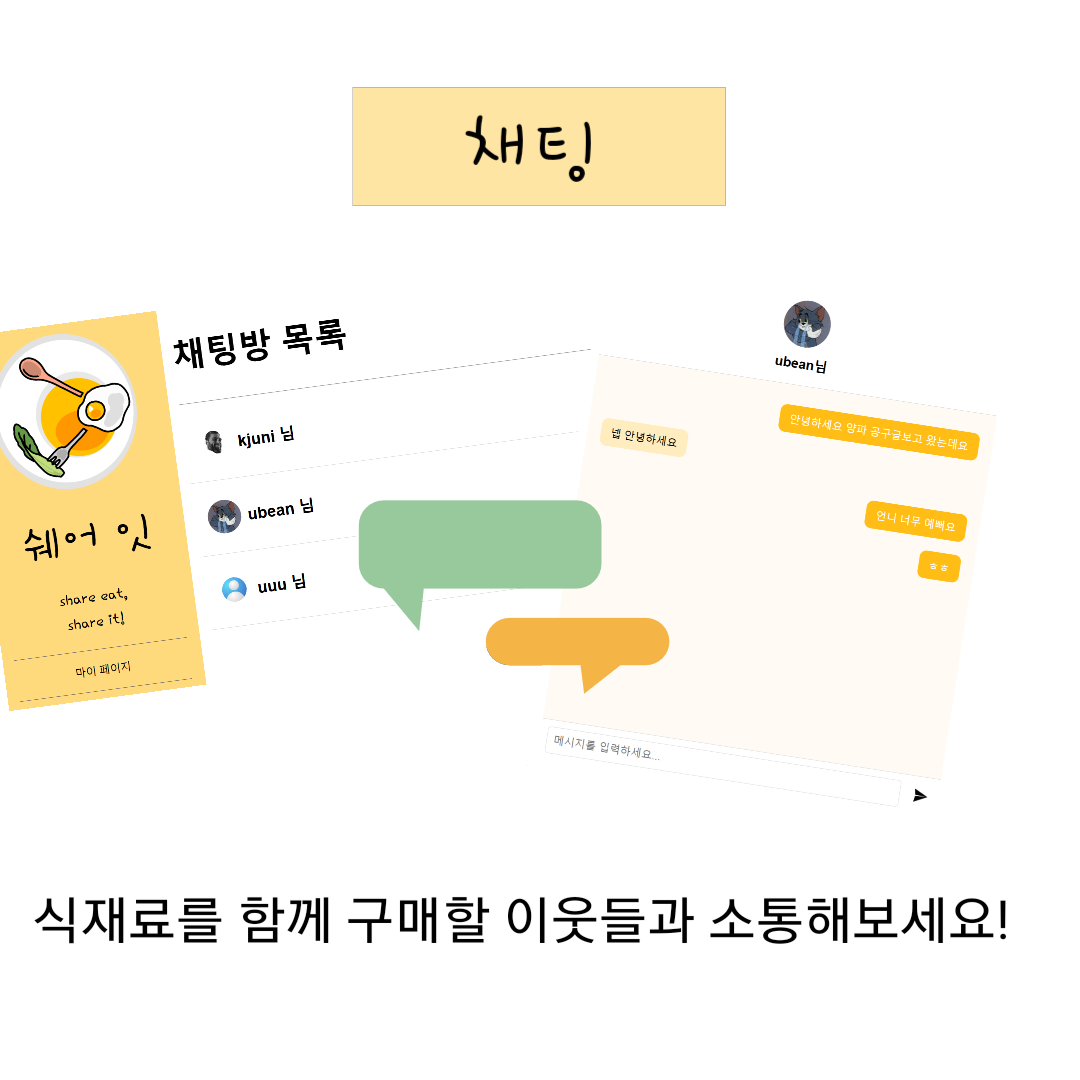 채팅
쉐어 잇
share eat,
share it!
마이 페이지
채팅방 목록
kjuni 님
ubean 님
uuu 님
ubean님
안녕하세요 양파 공구글보고 왔는데요
넵 안녕하세요
언니 너무 예뻐요
ㅎㅎ
메시지를 입력하세요...
식재료를 함께 구매할 이웃들과 소통해보세요!